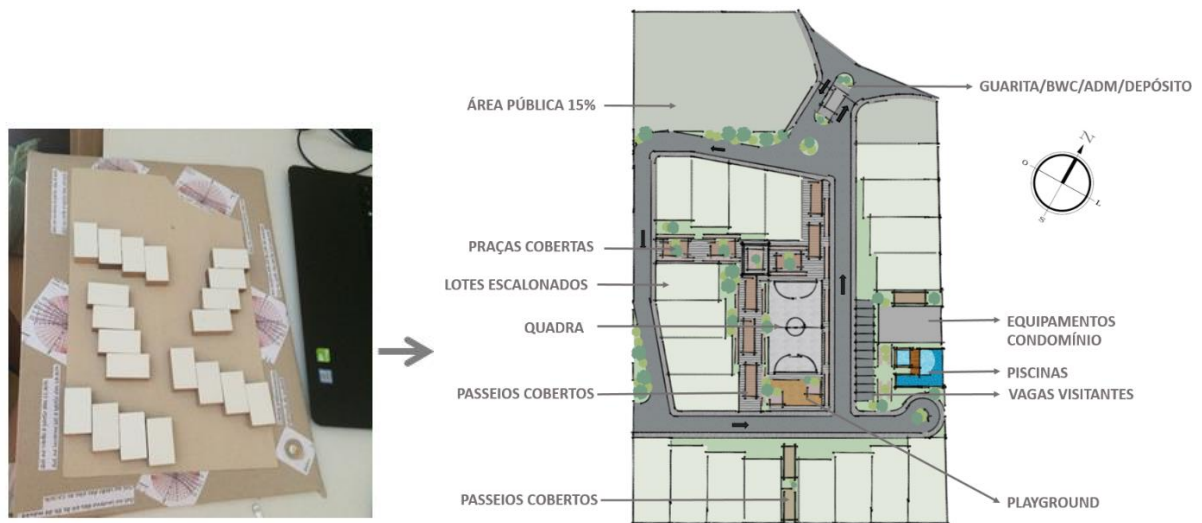 GUARITA/BWC/ADM/DEPÓSITO
ÁREA PÚBLICA 15%
N
O
L
S
PRAÇAS COBERTAS
LOTES ESCALONADOS
QUADRA
EQUIPAMENTOS
CONDOMÍNIO
PISCINAS
PASSEIOS COBERTOS
VAGAS VISITANTES
PASSEIOS COBERTOS
PLAYGROUND